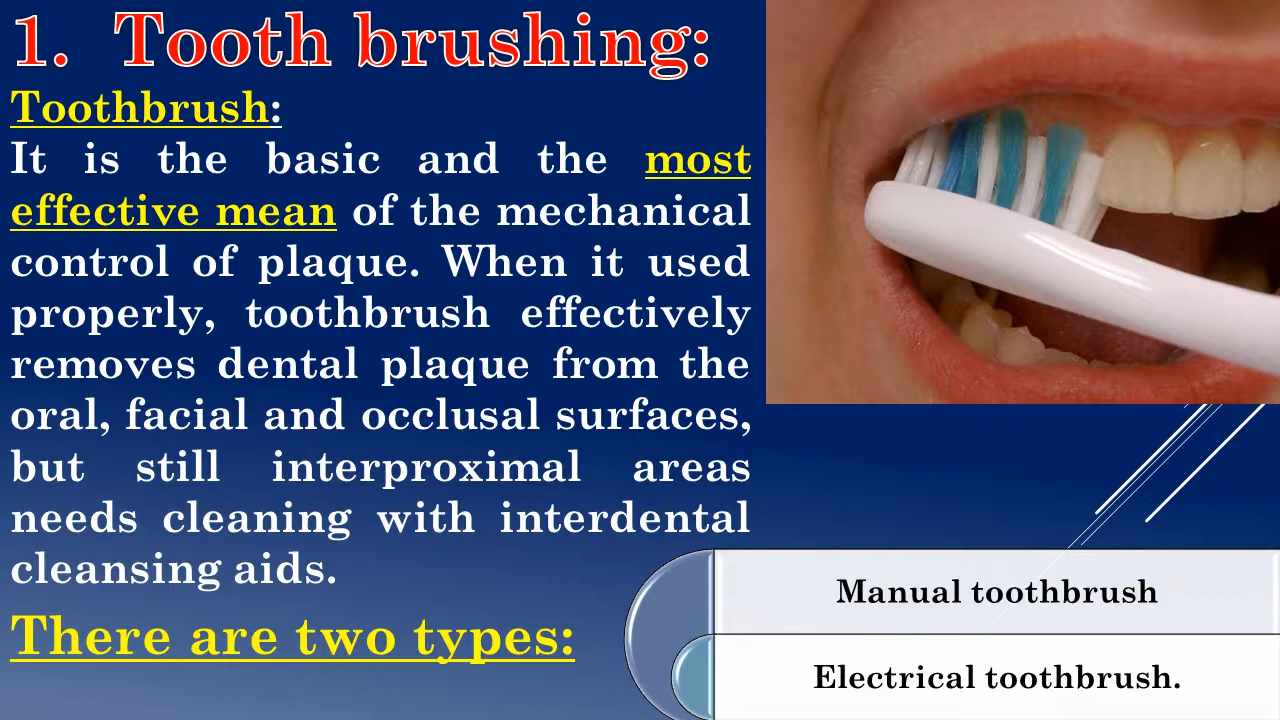 1. Tooth brushing:
Toothbrush:
It is the basic and the most
effective mean of the mechanical
control of plaque. When it used
properly, toothbrush effectively
removes dental plaque from the
oral, facial and occlusal surfaces,
but still interproximal areas
needs cleaning with interdental
cleansing aids.
There are two types:
Manual toothbrush
Electrical toothbrush.